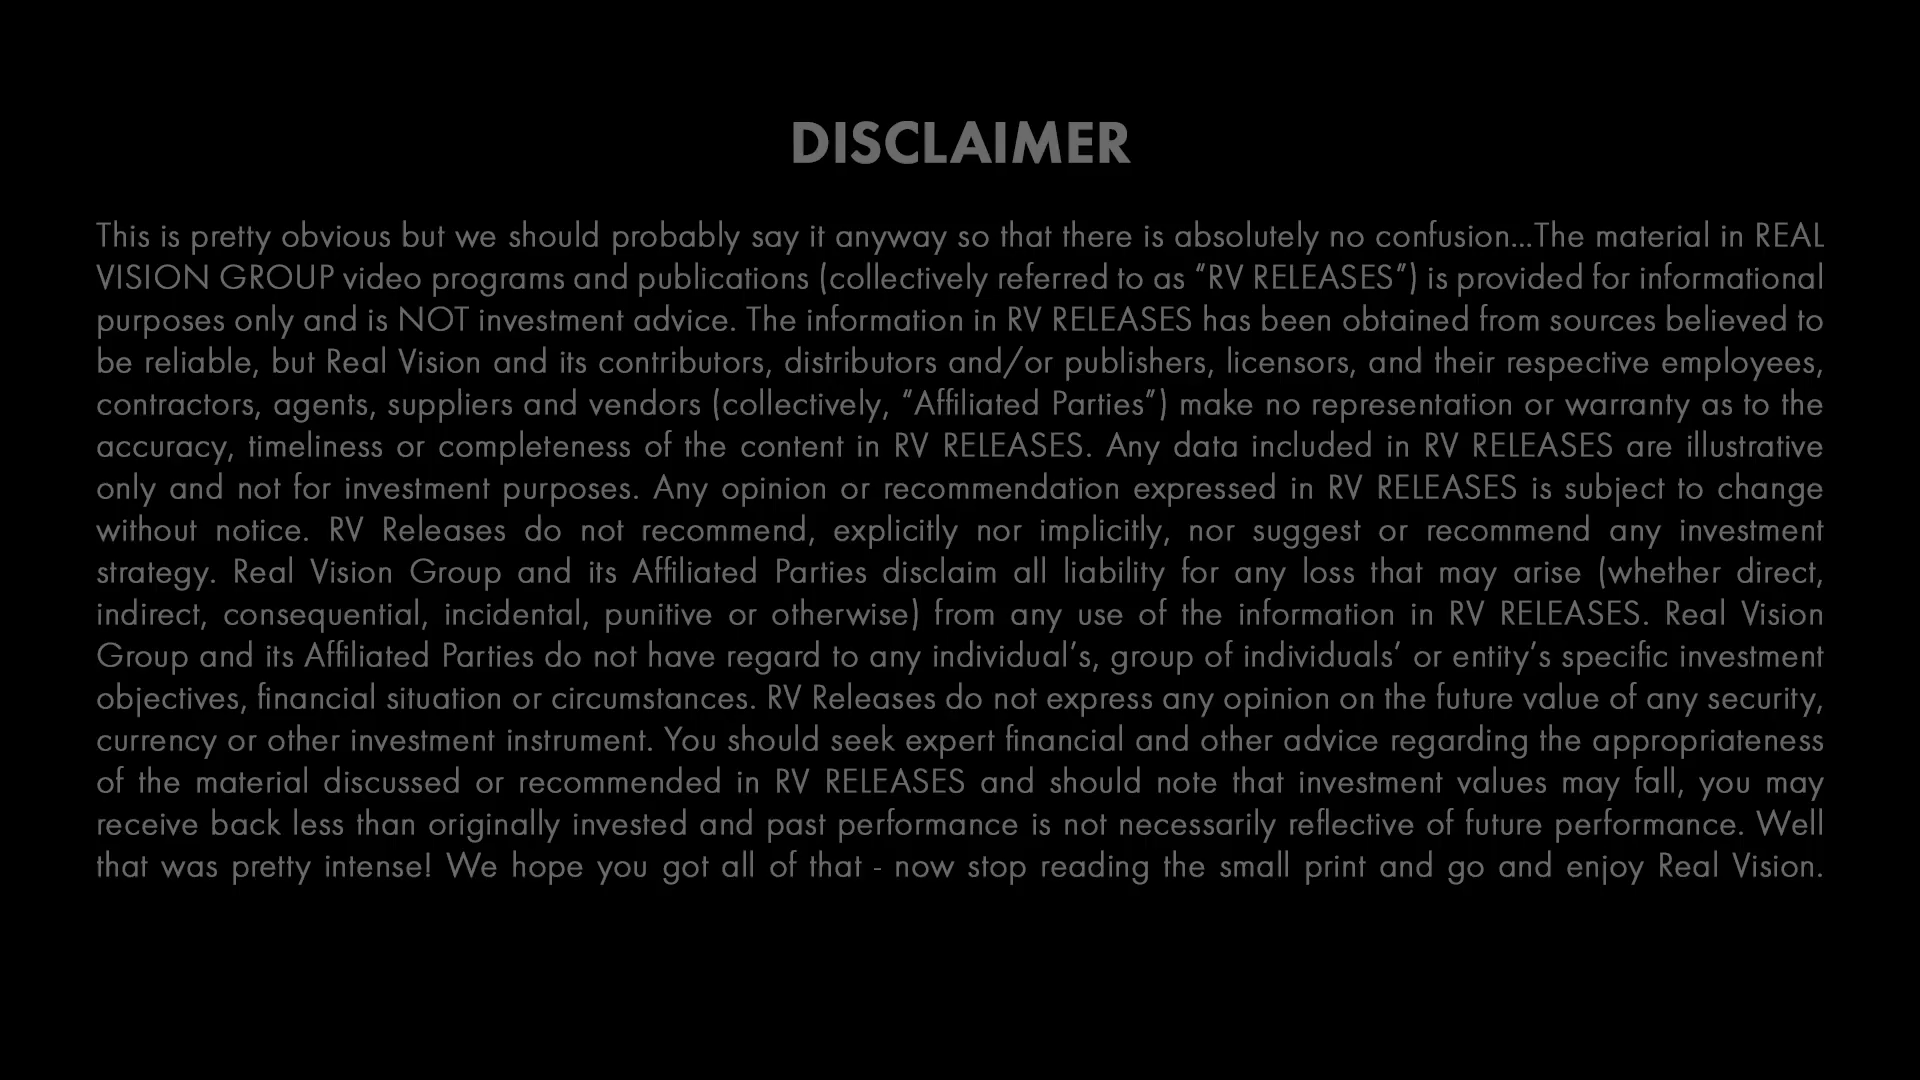 DISCLAIMER
This is pretty obvious but we should probably say it anyway so that there is absolutely no confusion...The material in REAL
VISION GROUP video programs and publications (collectively referred to as “RV RELEASES”) is provided for informational
purposes only and is NOT investment advice. The information in RV RELEASES has been obtained from sources believed to
be reliable, but Real Vision and its contributors, distributors and/or publishers, licensors, and their respective employees,
contractors, agents, suppliers and vendors (collectively, “Affiliated Parties”) make no representation or warranty as to the
accuracy, timeliness or completeness of the content in RV RELEASES. Any data included in RV RELEASES are illustrative
only and not for investment purposes. Any opinion or recommendation expressed in RV RELEASES is subject to change
without notice. RV Releases do not recommend, explicitly nor implicitly, nor suggest or recommend any investment
strategy. Real Vision Group and its Affiliated Parties disclaim all liability for any loss that may arise (whether direct,
indirect, consequential, incidental, punitive or otherwise) from any use of the information in RV RELEASES. Real Vision
Group and its Affiliated Parties do not have regard to any individual’s, group of individuals’ or entity’s specific investment
objectives, financial situation or circumstances. RV Releases do not express any opinion on the future value of any security,
currency or other investment instrument. You should seek expert financial and other advice regarding the appropriateness
of the material discussed or recommended in RV RELEASES and should note that investment values may fall, you may
receive back less than originally invested and past performance is not necessarily reflective of future performance. Well
that was pretty intense! We hope you got all of that - now stop reading the small print and go and enjoy Real Vision.